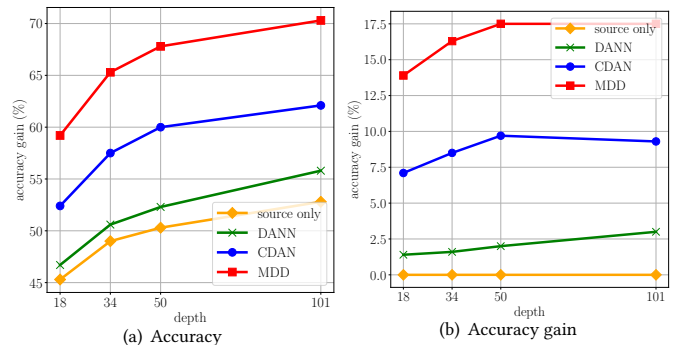 70
65
60
55
50
45
accuracy gain (%)
18
34
50
101
depth
source only
DANN
CDAN
MDD
(a) Accuracy
17.5
15.0
12.5
10.0
7.5
5.0
2.5
0.0
accuracy gain (%)
18
34
50
101
depth
source only
DANN
CDAN
MDD
(b) Accuracy gain